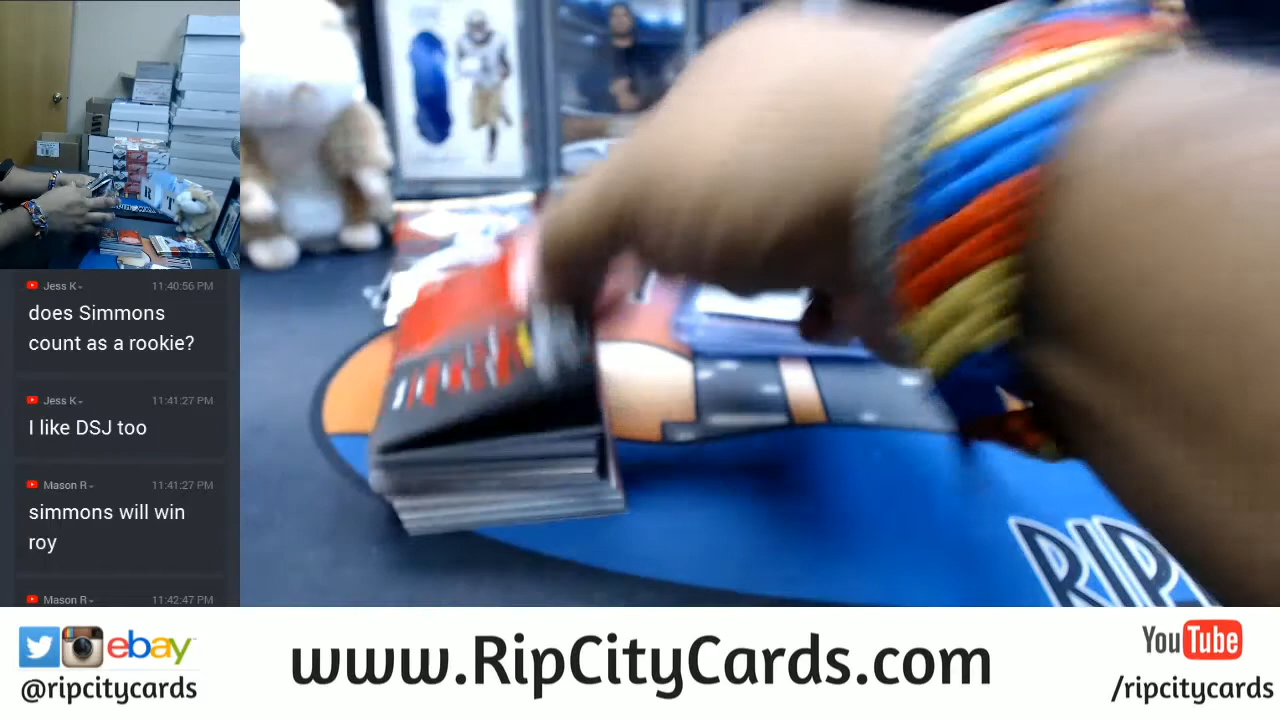 Jess K
11:40:56 PM
does Simmons
count as a rookie?
Jess K
11:41:27 PM
I like DSJ too
Mason R
11:41:27 PM
simmons will win
roy
Mason R
11:42:47 PM
RIP
ebay
@ripcitycards
www.RipCityCards.com
YouTube
/ripcitycards